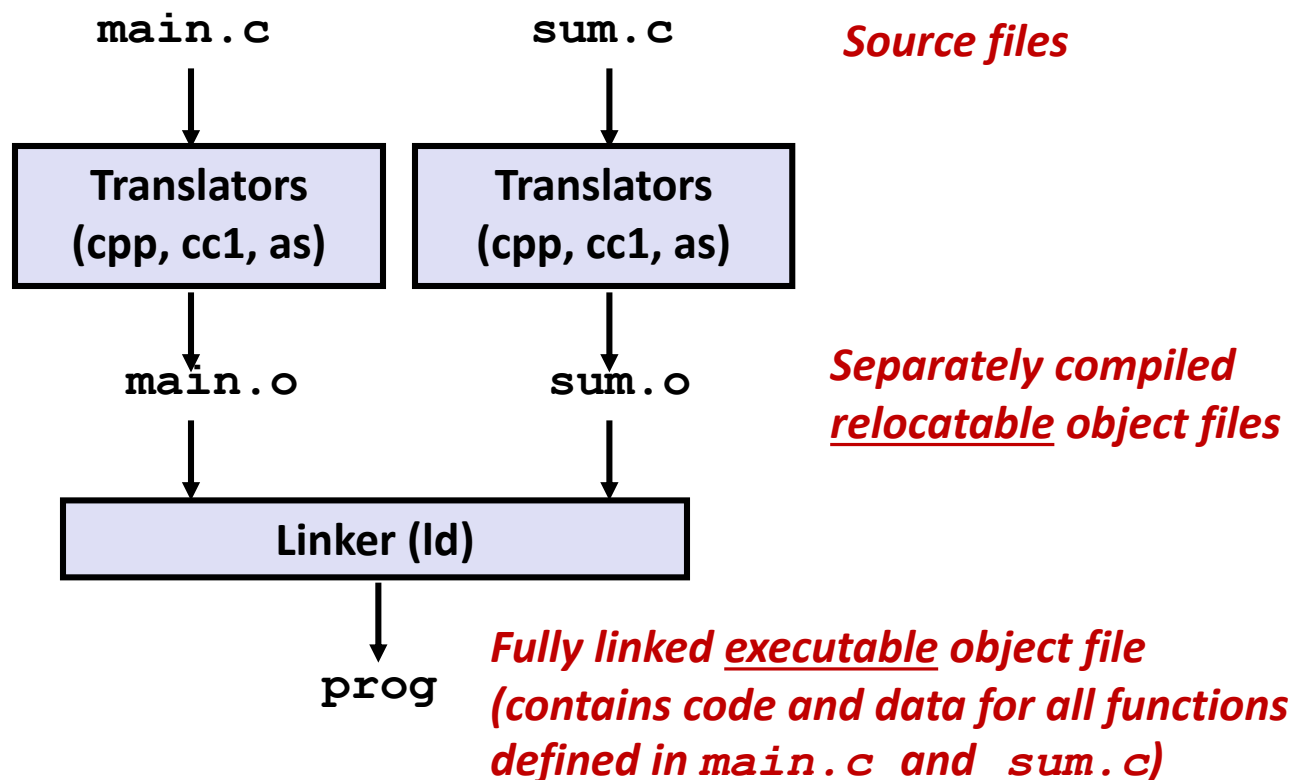 main.c
sum.c
Source files
Translators
(cpp, cc1, as)
Translators
(cpp, cc1, as)
main.o
sum.o
Separately compiled
relocatable object files
Linker (ld)
prog
Fully linked executable object file
(contains code and data for all functions
defined in main.c and sum.c)